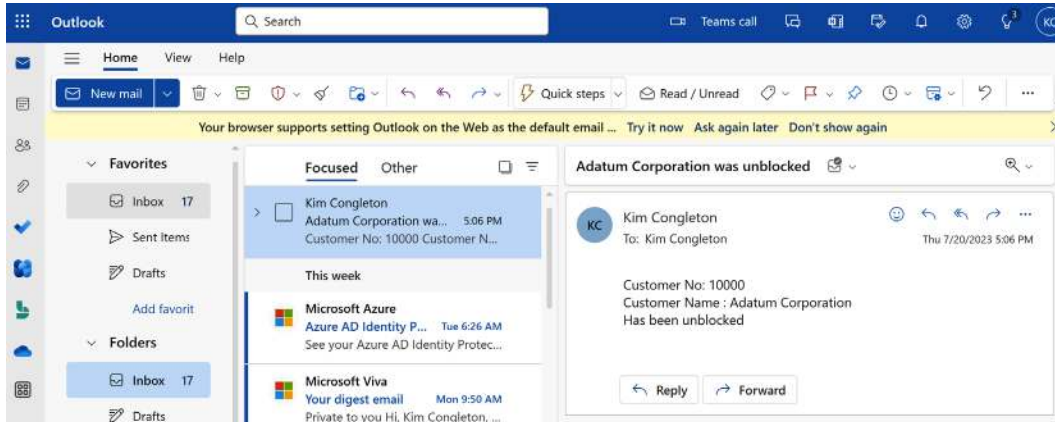 Outlook
Search
Teams call
3
KC
Home View Help
New mail
Quick steps
Read / Unread
Your browser supports setting Outlook on the Web as the default email ... Try it now Ask again later Don't show again
Favorites
Inbox 17
Sent Items
Drafts
Add favorit
Folders
Inbox 17
Drafts
Focused Other
Kim Congleton
Adatum Corporation wa... 5:06 PM
Customer No: 10000 Customer N...
This week
Microsoft Azure
Azure AD Identity P... Tue 6:26 AM
See your Azure AD Identity Protec...
Microsoft Viva
Your digest email Mon 9:50 AM
Private to you Hi, Kim Congleton, ...
Adatum Corporation was unblocked
KC
Kim Congleton
To: Kim Congleton
Thu 7/20/2023 5:06 PM
Customer No: 10000
Customer Name : Adatum Corporation
Has been unblocked
Reply
Forward